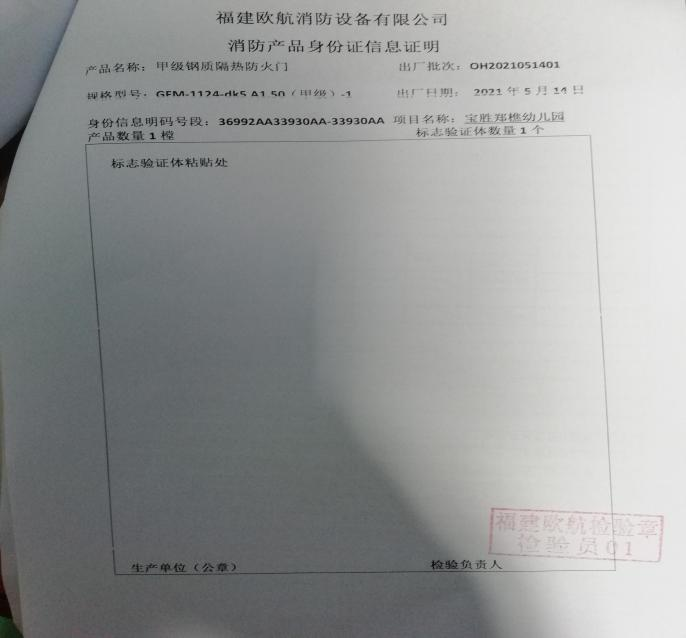 福建欧航消防设备有限公司
消防产品身份证信息证明
产品名称：甲级钢质隔热防火门 出厂批次：OH2021051401
规格型号：GFM-1124-dk5 A1.50（甲级）-1 出厂日期： 2021 年 5 月 14 日
身份信息明码号段：36992AA33930AA-33930AA 项目名称：宝胜郑樵幼儿园
产品数量 1 樘 标志验证体数量 1 个
标志验证体粘贴处
福建欧航检验章
检验员01
生产单位（公章） 检验负责人